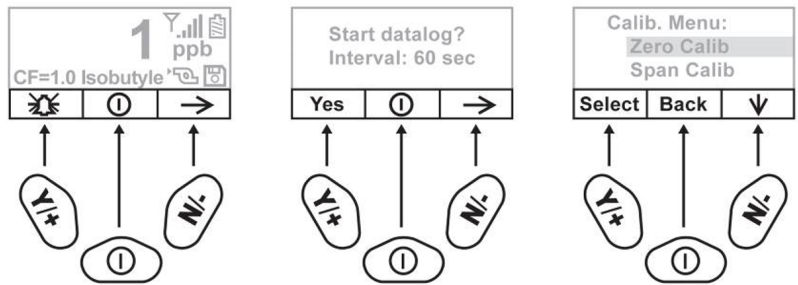 1
ppb
CF=1.0 Isobutyle
Y/+
N/-
Start datalog?
Interval: 60 sec
Yes
Y/+
N/-
Calib. Menu:
Zero Calib
Span Calib
Select Back
Y/+
N/-